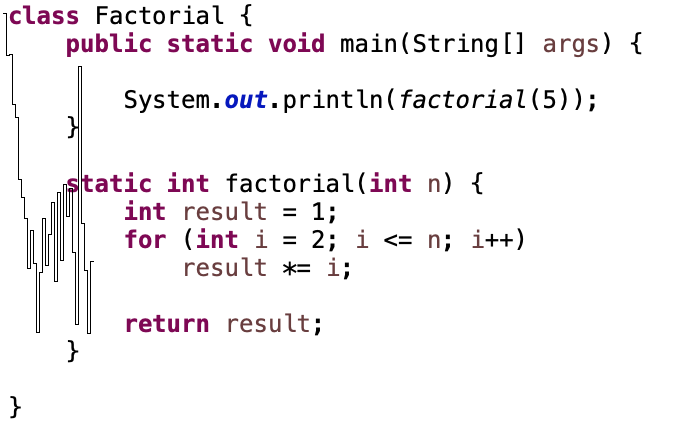 class Factorial {
    public static void main(String[] args) {

        System.out.println(factorial(5));
    }

    static int factorial(int n) {
        int result = 1;
        for (int i = 2; i <= n; i++)
            result *= i;

        return result;
    }

}